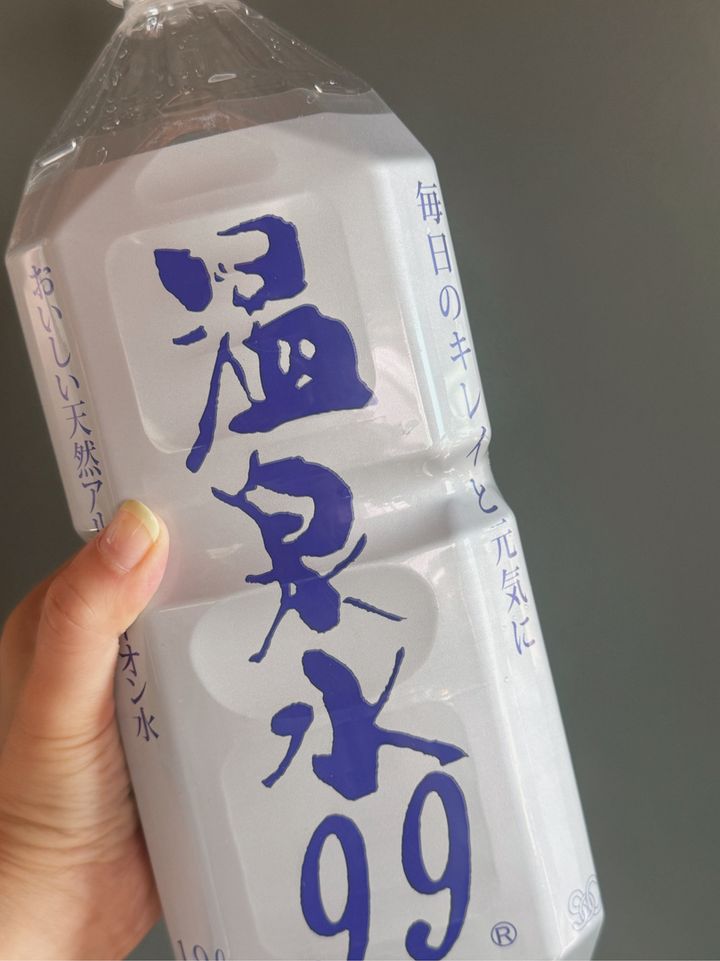 毎日のキレイと元気に
温泉水99
®
おいしい天然アル
オン水